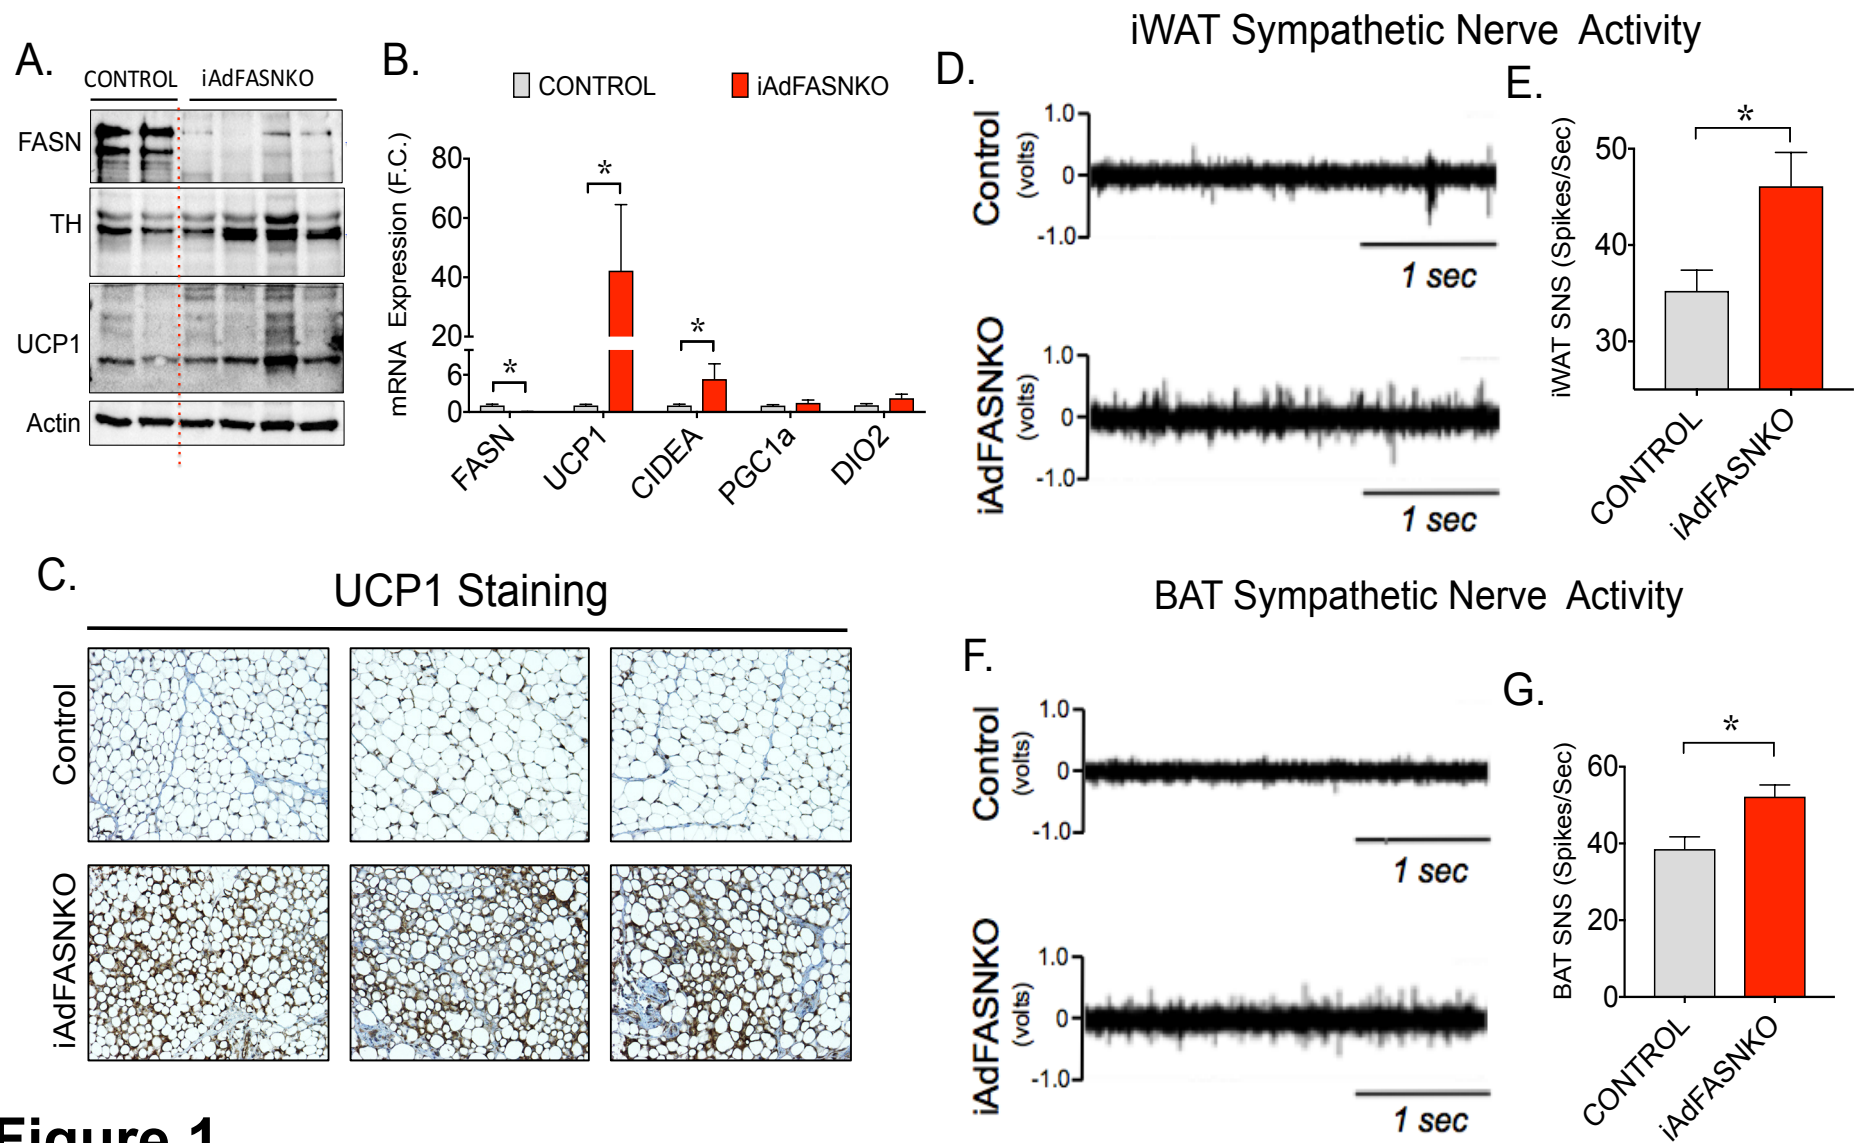 A.
CONTROL iAdFASNKO
FASN
TH
UCP1
Actin
B.
CONTROL iAdFASNKO
mRNA Expression (F.C.)
80
60
40
20
6
0
* * *
FASN UCP1 CIDEA PGC1a DIO2
C.
UCP1 Staining
Control
iAdFASNKO
iWAT Sympathetic Nerve Activity
D.
Control
(volts)
1.0
0
-1.0
1 sec
iAdFASNKO
(volts)
1.0
0
-1.0
1 sec
E.
iWAT SNS (Spikes/Sec)
50
40
30
*
CONTROL iAdFASNKO
BAT Sympathetic Nerve Activity
F.
Control
(volts)
1.0
0
-1.0
1 sec
iAdFASNKO
(volts)
1.0
0
-1.0
1 sec
G.
BAT SNS (Spikes/Sec)
60
40
20
0
*
CONTROL iAdFASNKO
Figure 1